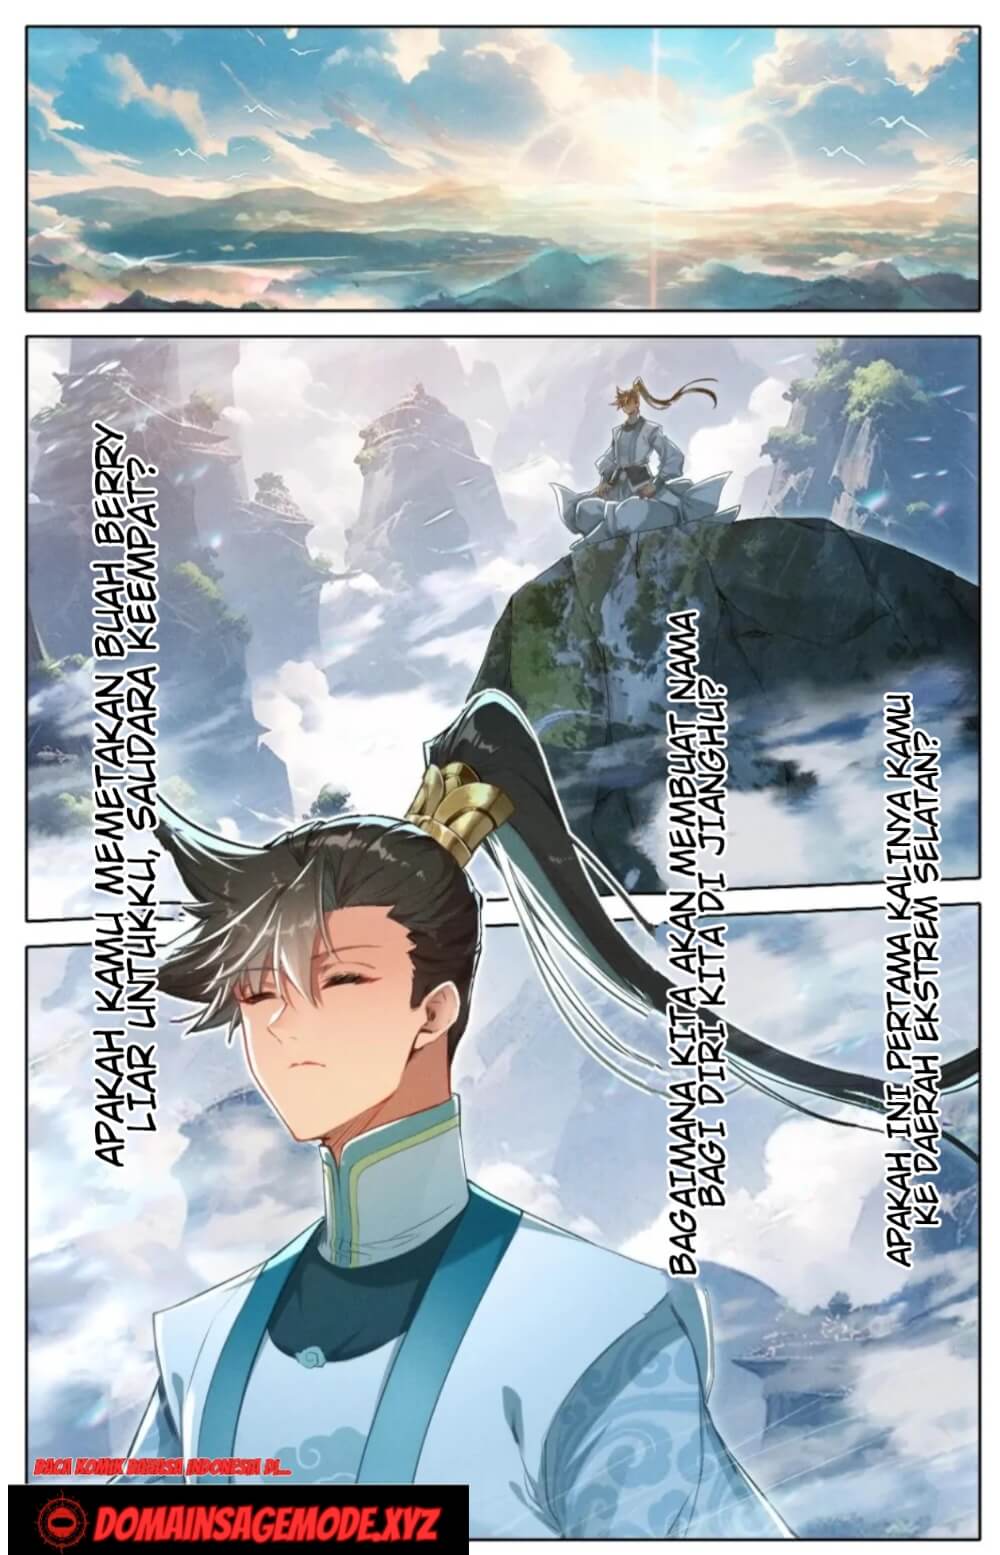 APAKAH KAMU MEMETAKAN BUAH BERRY
LIAR UNTUKKU, SAUDARA KEEMPAT?
BAGAIMANA KITA AKAN MEMBUAT NAMA
BAGI DIRI KITA DI JIANGHU?
APAKAH INI PERTAMA KALINYA KAMU
KE DAERAH EKSTREM SELATAN?
BACA KOMIK BAHASA INDONESIA DI...
DOMAINSAGEMODE.XYZ